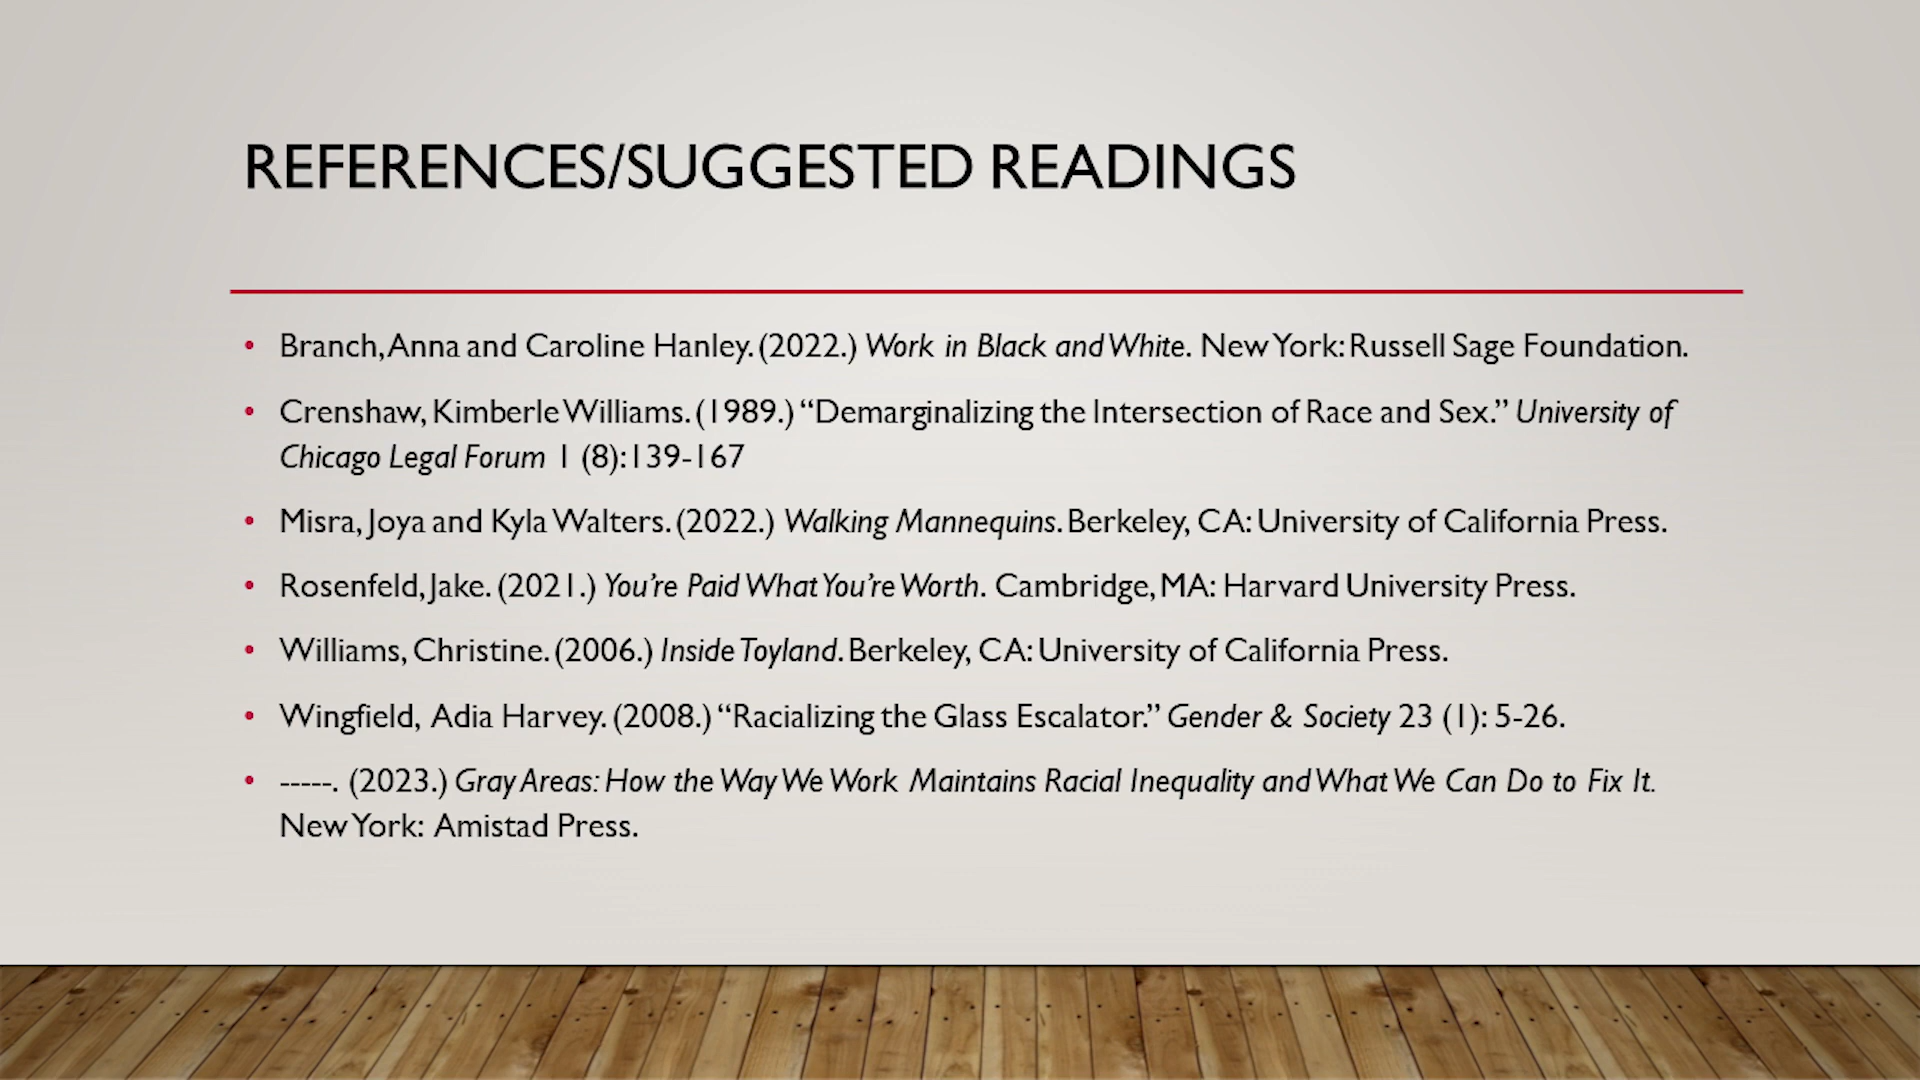 REFERENCES/SUGGESTED READINGS
• Branch, Anna and Caroline Hanley. (2022.) Work in Black and White. New York: Russell Sage Foundation.
• Crenshaw, Kimberle Williams. (1989.) “Demarginalizing the Intersection of Race and Sex.” University of
Chicago Legal Forum 1 (8):139-167
• Misra, Joya and Kyla Walters. (2022.) Walking Mannequins. Berkeley, CA: University of California Press.
• Rosenfeld, Jake. (2021.) You’re Paid What You’re Worth. Cambridge, MA: Harvard University Press.
• Williams, Christine. (2006.) Inside Toyland. Berkeley, CA: University of California Press.
• Wingfield, Adia Harvey. (2008.) “Racializing the Glass Escalator.” Gender & Society 23 (1): 5-26.
• -----. (2023.) Gray Areas: How the Way We Work Maintains Racial Inequality and What We Can Do to Fix It.
New York: Amistad Press.